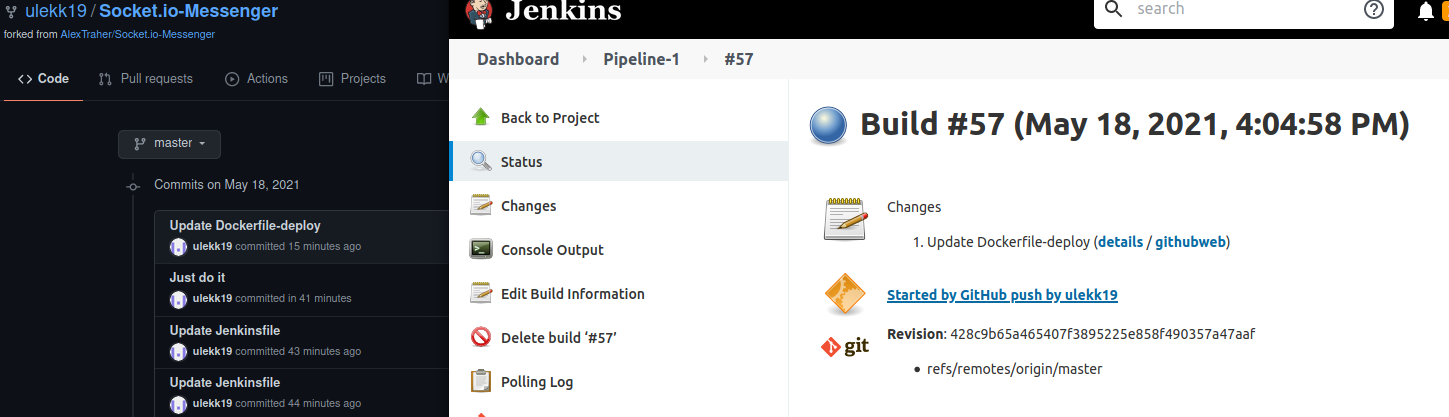 ulekk19 / Socket.io-Messenger
forked from AlexTraher/Socket.io-Messenger
Code Pull requests Actions Projects W
master
Commits on May 18, 2021
Update Dockerfile-deploy
ulekk19 committed 15 minutes ago
Just do it
ulekk19 committed in 41 minutes
Update Jenkinsfile
ulekk19 committed 43 minutes ago
Update Jenkinsfile
ulekk19 committed 44 minutes ago
Jenkins
search
Dashboard Pipeline-1 #57
Back to Project
Status
Changes
Console Output
Edit Build Information
Delete build ‘#57’
Polling Log
Build #57 (May 18, 2021, 4:04:58 PM)
Changes
1. Update Dockerfile-deploy (details / githubweb)
Started by GitHub push by ulekk19
git
Revision: 428c9b65a465407f3895225e858f490357a47aaf
• refs/remotes/origin/master